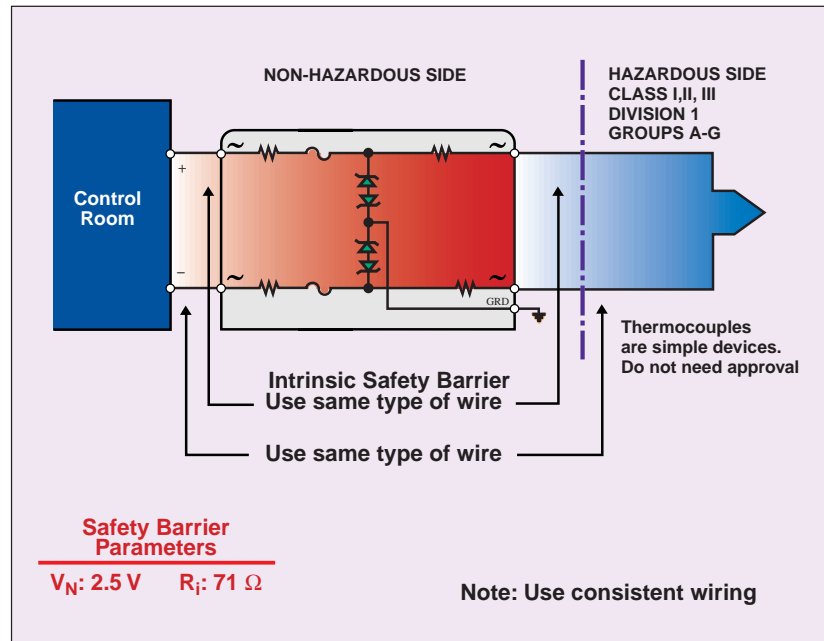 NON-HAZARDOUS SIDE
HAZARDOUS SIDE
CLASS I,II, III
DIVISION 1
GROUPS A-G
Control
Room
+
–
~
~
~
~
GRD
Thermocouples
are simple devices.
Do not need approval
Intrinsic Safety Barrier
Use same type of wire
Use same type of wire
Safety Barrier
Parameters
VN: 2.5 V Ri: 71 Ω
Note: Use consistent wiring